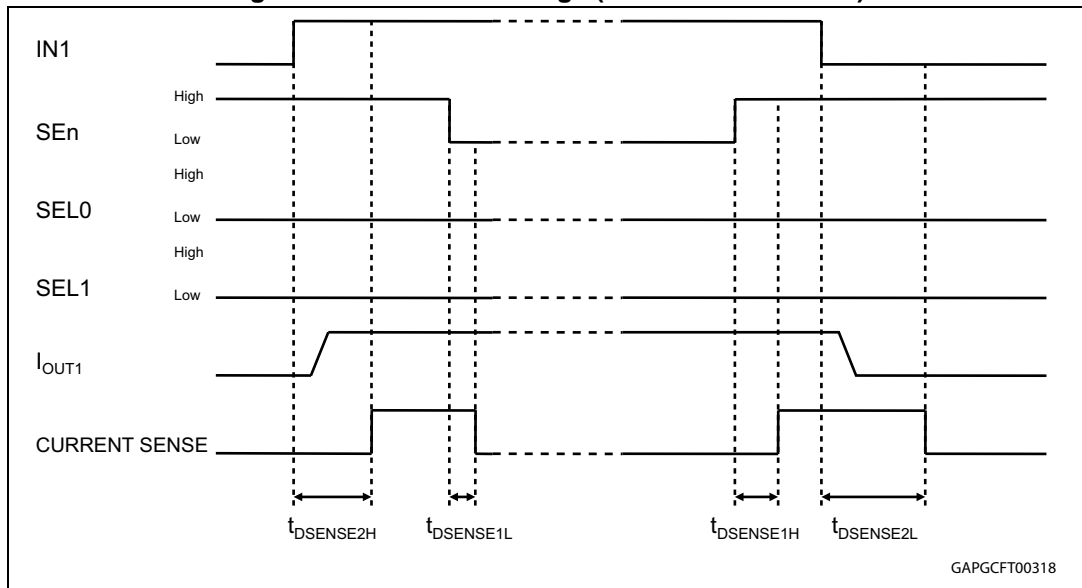 IN1
High
SEn
Low
High
SEL0
Low
High
SEL1
Low
IOUT1
CURRENT SENSE
tDSENSE2H
tDSENSE1L
tDSENSE1H
tDSENSE2L
GAPGCFT00318